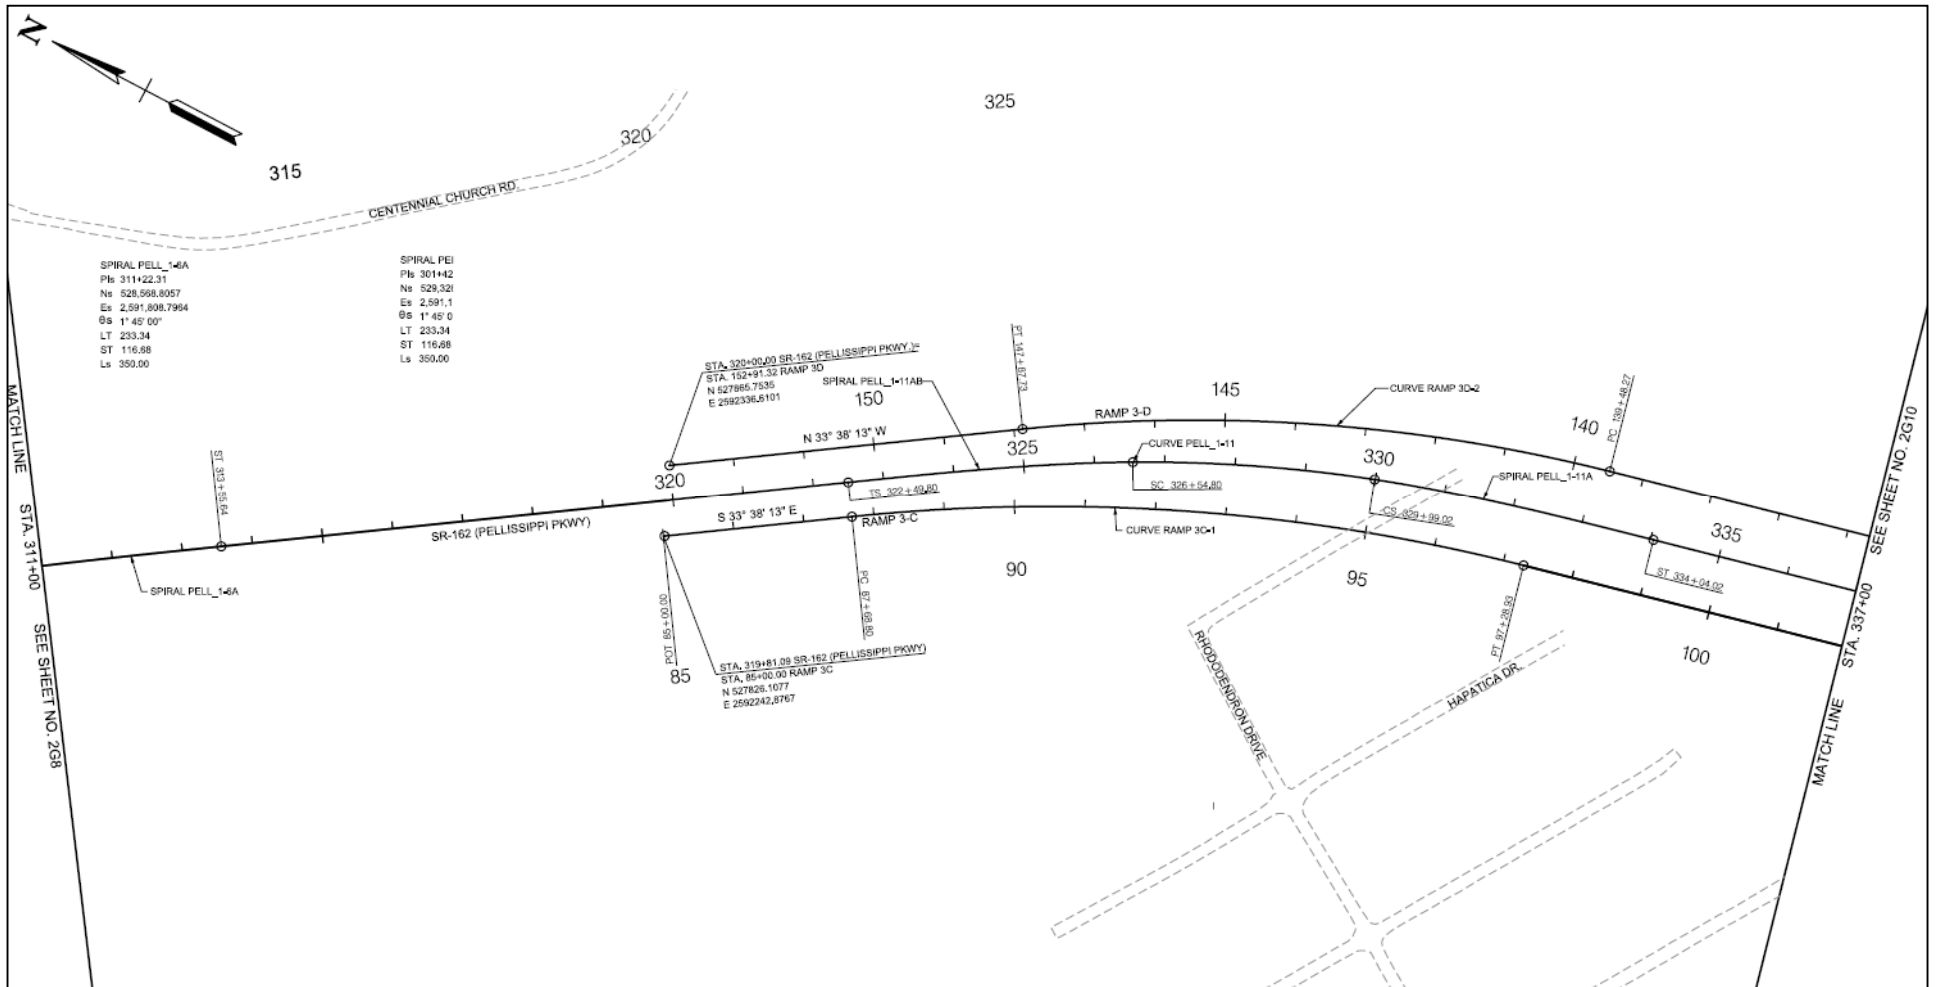 N
325
320
315
CENTENNIAL CHURCH RD.
SPIRAL PELL_1-6A
PIs 311+22.31
Ns 528,568.8057
Es 2,591,808.7964
θs 1° 45' 00"
LT 233.34
ST 116.68
Ls 350.00
SPIRAL PEI
PIs 301+42
Ns 529,32
Es 2,591,1
θs 1° 45' 0
LT 233.34
ST 116.68
Ls 350.00
STA. 320+00.00 SR-162 (PELLISSIPPI PKWY.)=
STA. 152+91.32 RAMP 3D
N 527865.7535
E 2592336.6101
SPIRAL PELL_1-11AB
150
PT 147+87.73
145
CURVE RAMP 3D-2
RAMP 3-D
140
PC 139+48.27
N 33° 38' 13" W
325
CURVE PELL_1-11
330
SPIRAL PELL_1-11A
ST 313+55.64
320
TS 322+49.80
SC 326+54.80
CS 329+99.02
335
SR-162 (PELLISSIPPI PKWY)
S 33° 38' 13" E
RAMP 3-C
CURVE RAMP 3C-1
ST 334+04.02
SPIRAL PELL_1-6A
90
95
POT 85+00.00
PC 87+68.80
PT 97+28.93
100
85
STA. 319+81.09 SR-162 (PELLISSIPPI PKWY)
STA. 85+00.00 RAMP 3C
N 527826.1077
E 2592242.8767
RHODODENDRON DRIVE
HAPATICA DR.
MATCH LINE STA. 311+00 SEE SHEET NO. 2G8
MATCH LINE STA. 337+00 SEE SHEET NO. 2G10